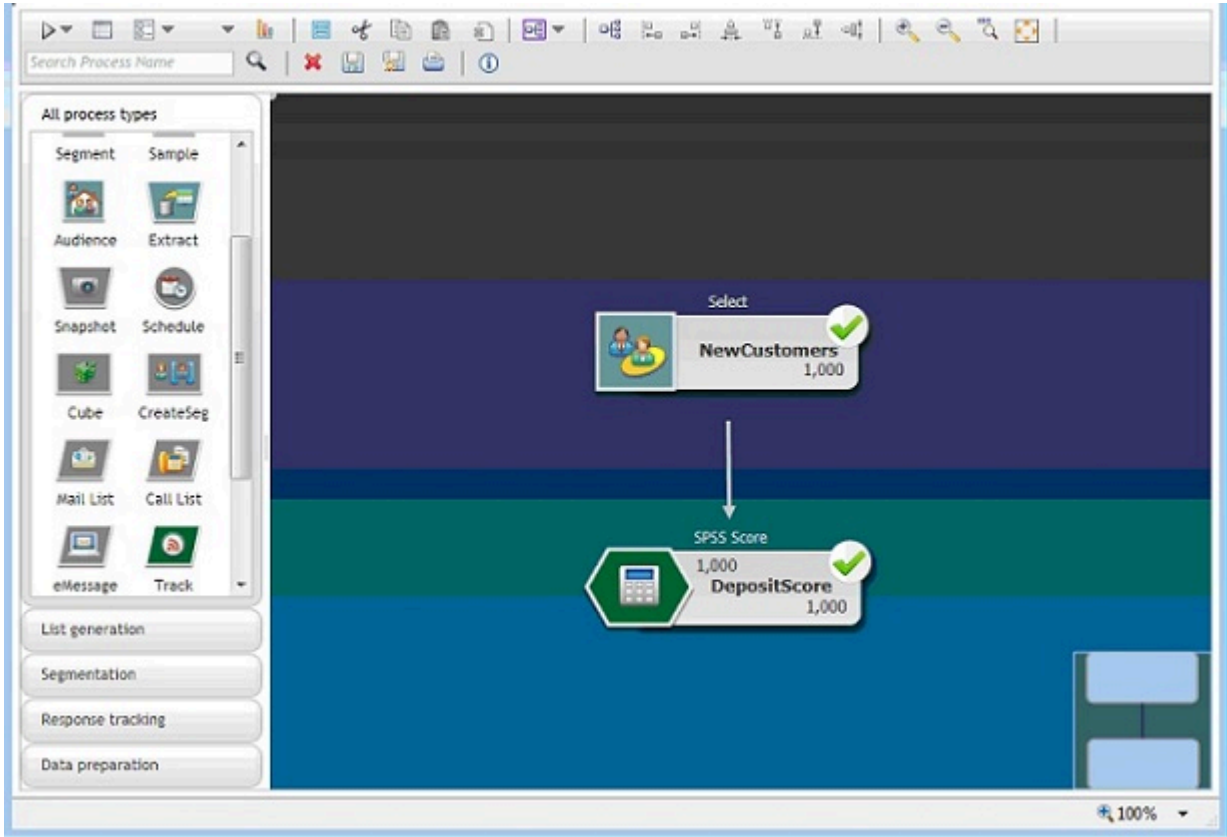 Search Process Name
All process types
Segment Sample
Audience Extract
Snapshot Schedule
Cube CreateSeg
Mail List Call List
eMessage Track
List generation
Segmentation
Response tracking
Data preparation
Select
NewCustomers
1,000
SPSS Score
1,000
DepositScore
1,000
100%